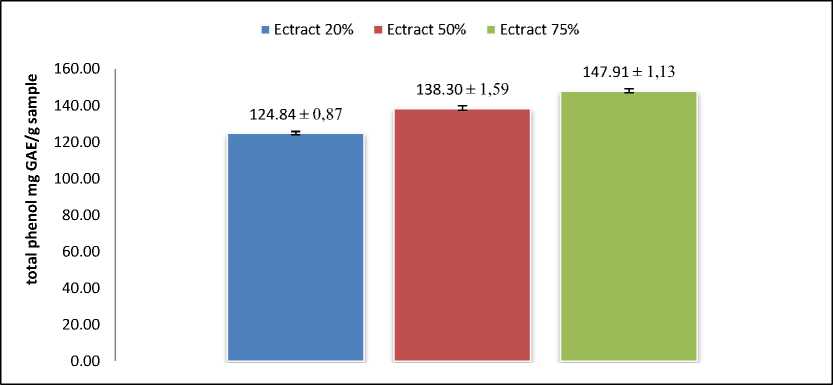 Ectract 20% Ectract 50% Ectract 75%
total phenol mg GAE/g sample
160.00
140.00
120.00
100.00
80.00
60.00
40.00
20.00
0.00
124.84 ± 0,87
138.30 ± 1,59
147.91 ± 1,13